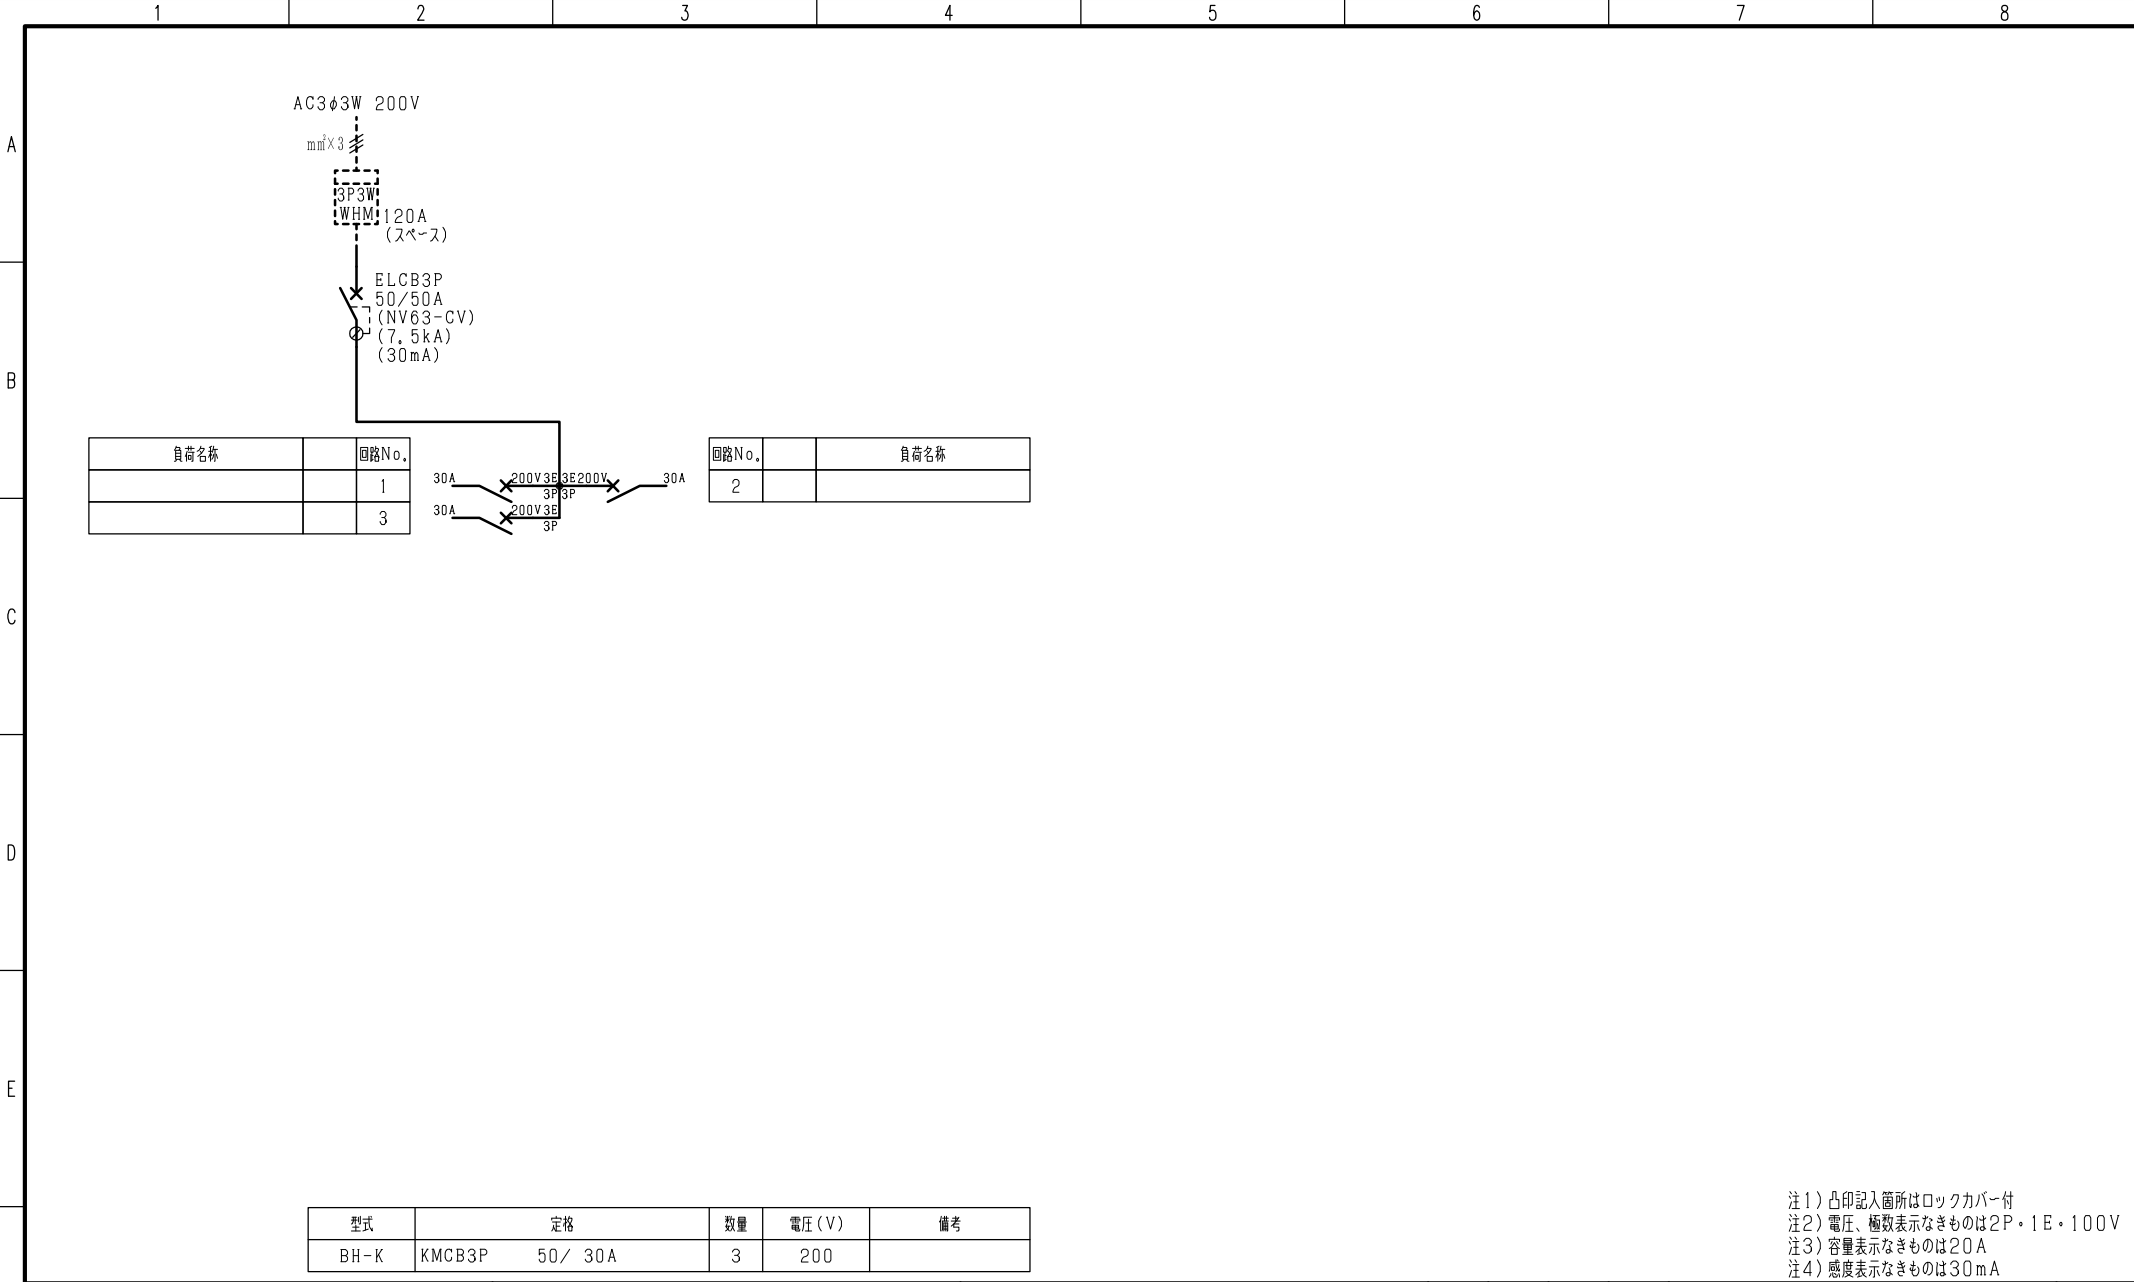 1 2 3 4 5 6 7 8
A
AC3φ3W 200V
mm²×3
3P3W
WHM
120A
(スペース)
ELCB3P
50/50A
(NV63-CV)
(7.5kA)
(30mA)
B
負荷名称 回路No.
1
3
30A 200V3E 3E200V 30A
3P 3P
30A 200V3E
3P
回路No. 負荷名称
2
C
D
E
型式 定格 数量 電圧(V) 備考
BH-K KMCB3P 50/ 30A 3 200
注1)凸印記入箇所はロックカバー付
注2)電圧、極数表示なきものは2P・1E・100V
注3)容量表示なきものは20A
注4)感度表示なきものは30mA